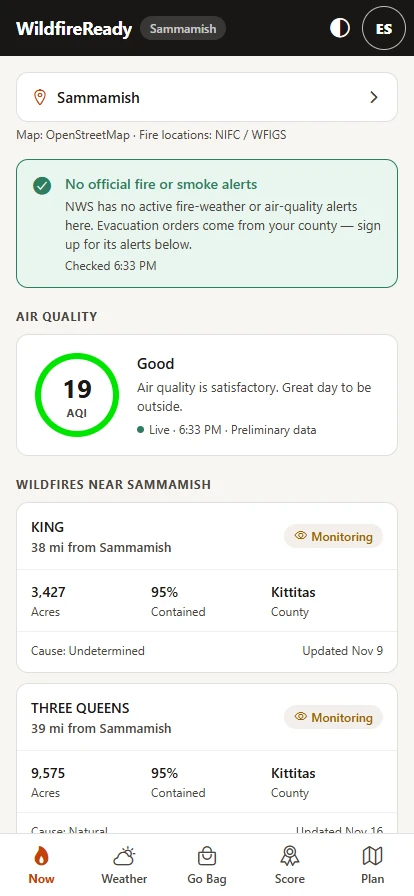 WildfireReady Sammamish ES
Sammamish
Map: OpenStreetMap · Fire locations: NIFC / WFIGS
No official fire or smoke alerts
NWS has no active fire-weather or air-quality alerts
here. Evacuation orders come from your county — sign
up for its alerts below.
Checked 6:33 PM
AIR QUALITY
19
AQI
Good
Air quality is satisfactory. Great day to be
outside.
Live · 6:33 PM · Preliminary data
WILDFIRES NEAR SAMMAMISH
KING
38 mi from Sammamish
Monitoring
3,427 95% Kittitas
Acres Contained County
Cause: Undetermined Updated Nov 9
THREE QUEENS
39 mi from Sammamish
Monitoring
9,575 95% Kittitas
Acres Contained County
Cause: Natural Updated Nov 16
Now Weather Go Bag Score Plan